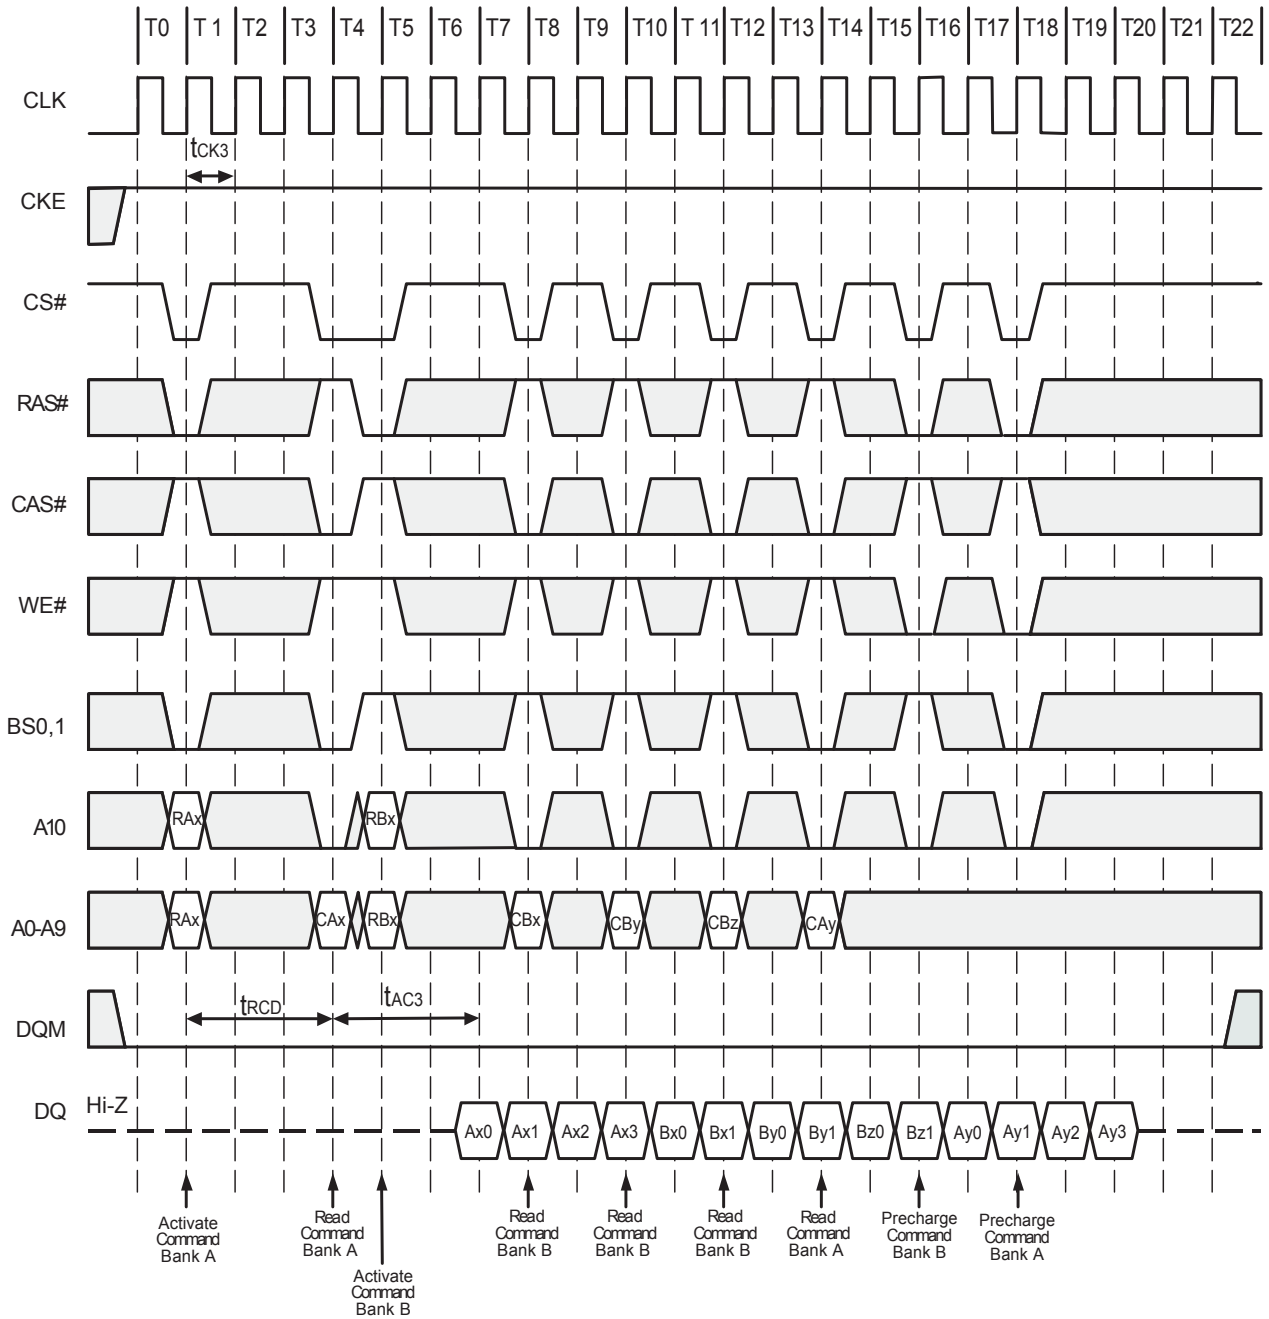 T0 T 1 T2 T3 T4 T5 T6 T7 T8 T9 T10 T 11 T12 T13 T14 T15 T16 T17 T18 T19 T20 T21 T22
CLK
tCK3
CKE
CS#
RAS#
CAS#
WE#
BS0,1
A10
RAx RBx
A0-A9
RAx CAx RBx CBx CBy CBz CAy
DQM
tRCD tAC3
DQ
Hi-Z
Ax0 Ax1 Ax2 Ax3 Bx0 Bx1 By0 By1 Bz0 Bz1 Ay0 Ay1 Ay2 Ay3
Activate
Command
Bank A
Read
Command
Bank A
Activate
Command
Bank B
Read
Command
Bank B
Read
Command
Bank B
Read
Command
Bank B
Read
Command
Bank A
Precharge
Command
Bank B
Precharge
Command
Bank A